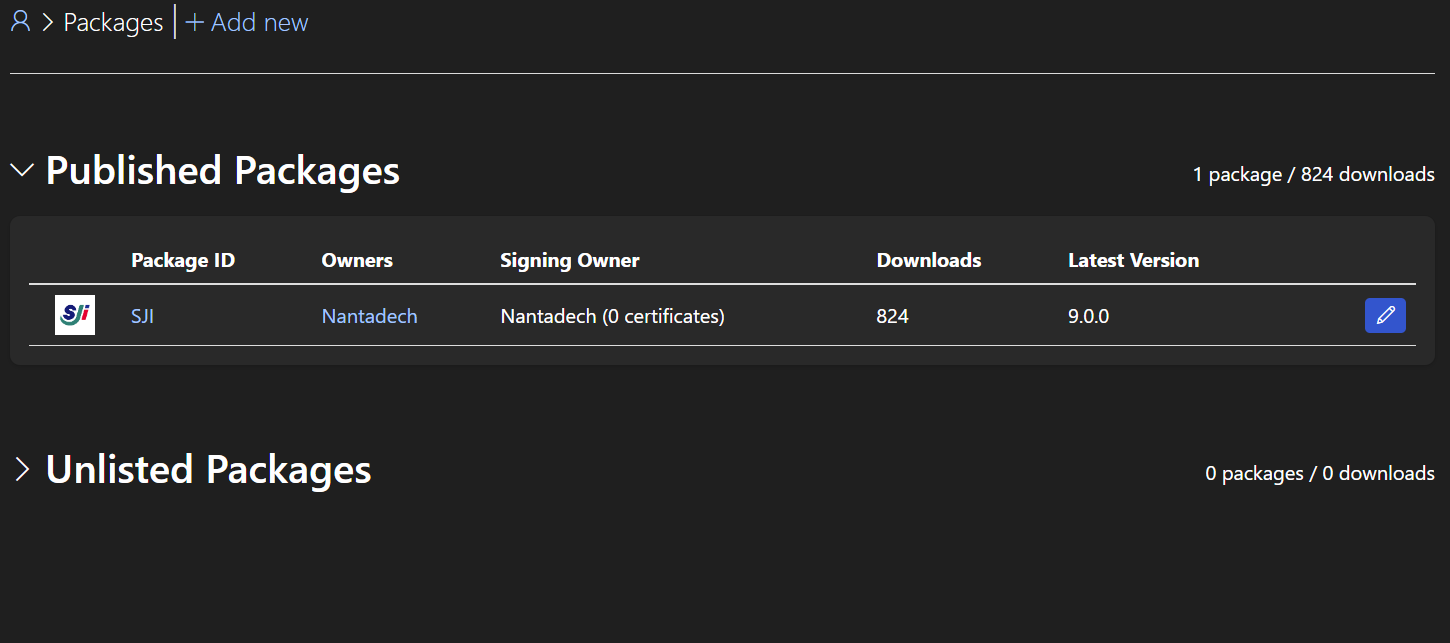 Packages
+ Add new
Published Packages
1 package / 824 downloads
Package ID Owners Signing Owner Downloads Latest Version
SJi SJI Nantadech Nantadech (0 certificates) 824 9.0.0
Unlisted Packages
0 packages / 0 downloads